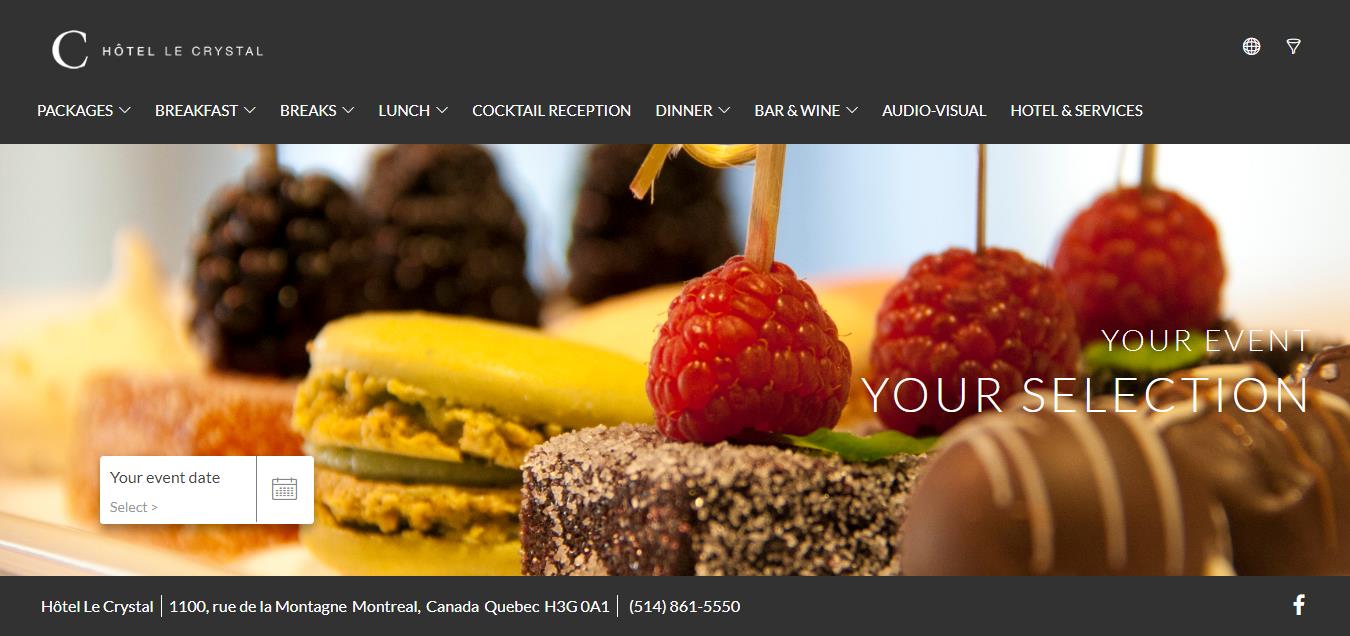 C HÔTEL LE CRYSTAL
PACKAGES BREAKFAST BREAKS LUNCH COCKTAIL RECEPTION DINNER BAR & WINE AUDIO-VISUAL HOTEL & SERVICES
YOUR EVENT
YOUR SELECTION
Your event date
Select >
Hôtel Le Crystal | 1100, rue de la Montagne Montreal, Canada Quebec H3G 0A1 | (514) 861-5550